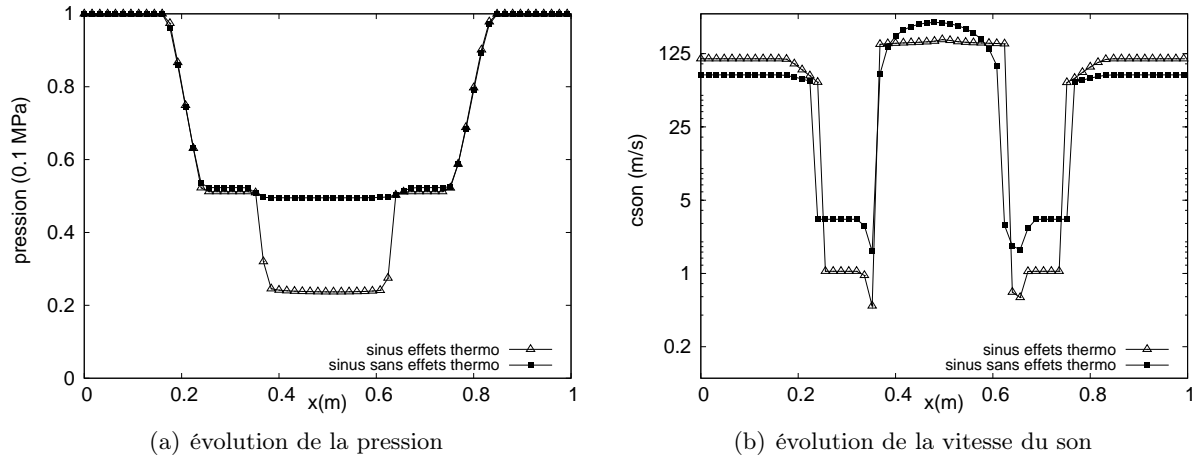 1
0.8
0.6
0.4
0.2
0
0 0.2 0.4 0.6 0.8 1
pression (0.1 MPa)
x(m)
sinus effets thermo
sinus sans effets thermo
(a) évolution de la pression
125
25
5
1
0.2
0 0.2 0.4 0.6 0.8 1
cson (m/s)
x(m)
sinus effets thermo
sinus sans effets thermo
(b) évolution de la vitesse du son